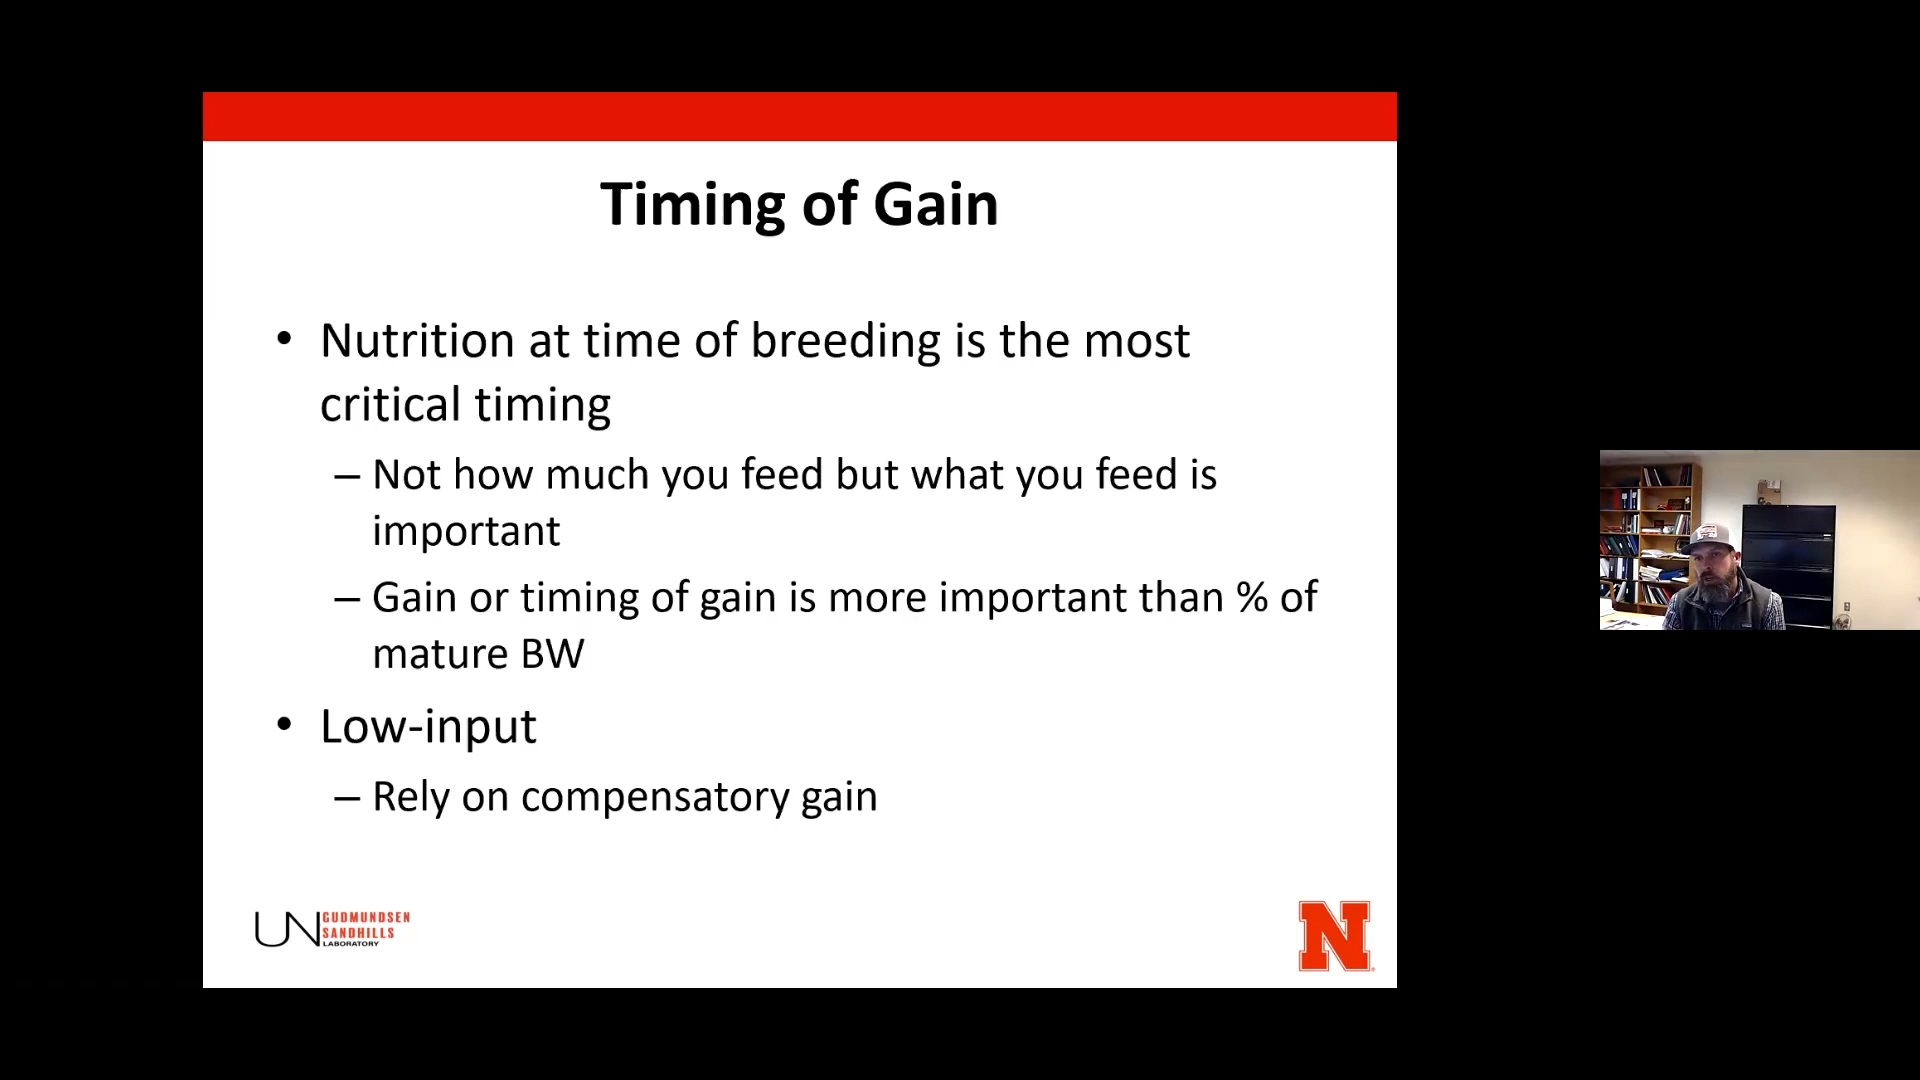 Timing of Gain
• Nutrition at time of breeding is the most
critical timing
– Not how much you feed but what you feed is
important
– Gain or timing of gain is more important than % of
mature BW
• Low-input
– Rely on compensatory gain
UN GUDMUNDSEN
SANDHILLS
LABORATORY
N